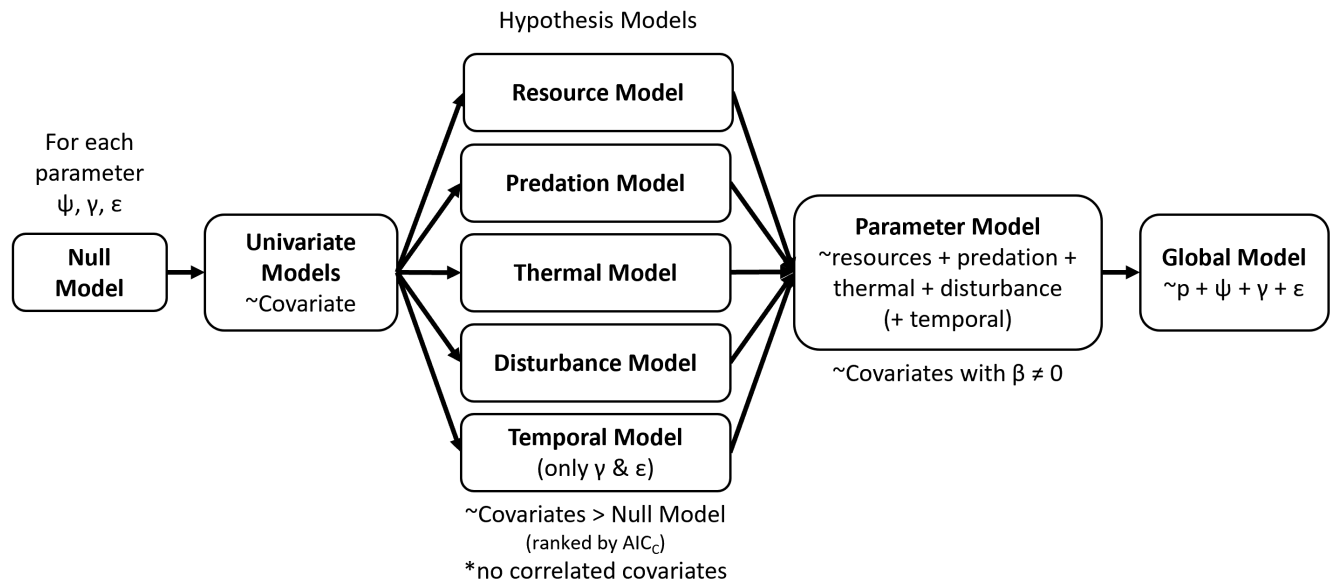 Hypothesis Models
For each
parameter
ψ, γ, ε
Null
Model
Univariate
Models
~Covariate
Resource Model
Predation Model
Thermal Model
Disturbance Model
Temporal Model
(only γ & ε)
~Covariates > Null Model
(ranked by AICC)
*no correlated covariates
Parameter Model
~resources + predation +
thermal + disturbance
(+ temporal)
~Covariates with β ≠ 0
Global Model
~p + ψ + γ + ε